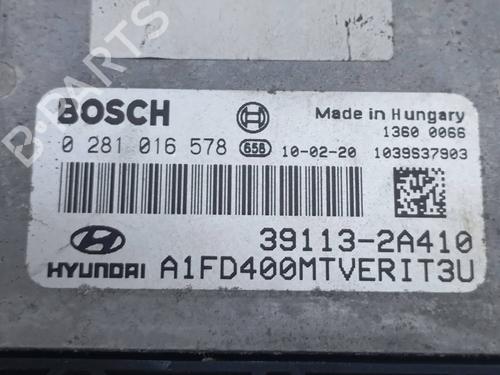 BOSCH
Made in Hungary
1360 0066
0 281 016 578 656 10-02-20 1039S37903
39113-2A410
HYUNDAI A1FD400MTVERIT3U
B-PARTS